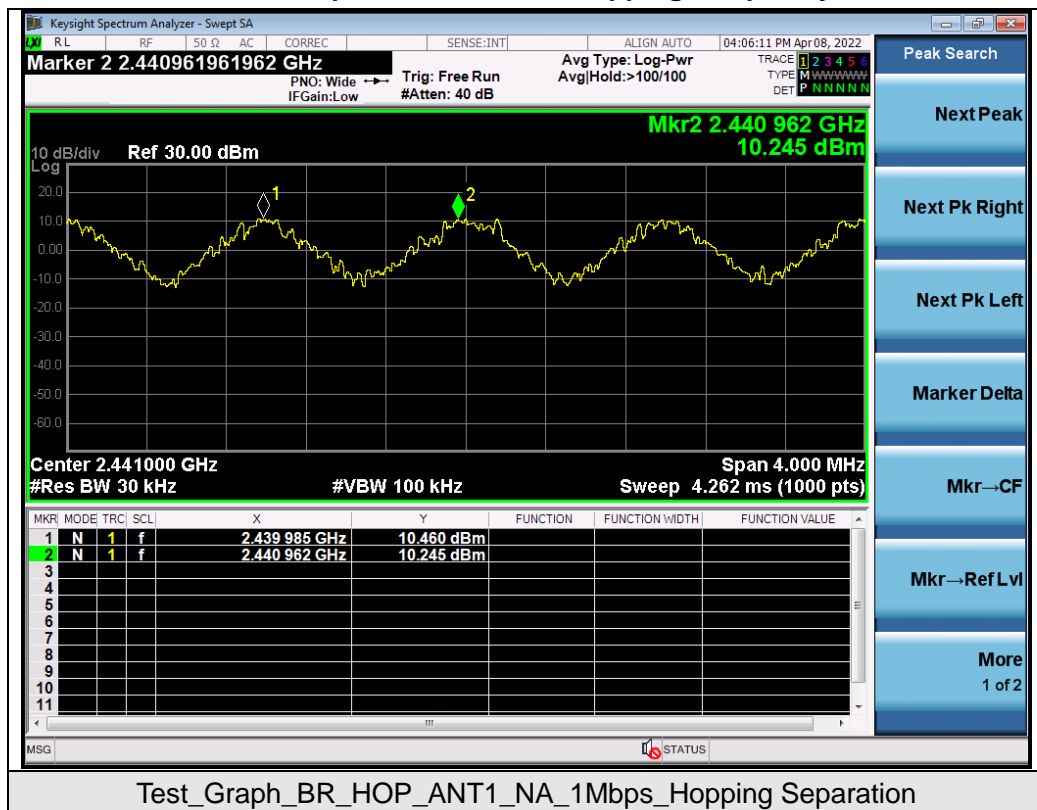 Keysight Spectrum Analyzer - Swept SA
LXI RL RF 50 Ω AC CORREC SENSE:INT ALIGN AUTO 04:06:11 PM Apr 08, 2022
Marker 2 2.440961961962 GHz
PNO: Wide
IFGain:Low
Trig: Free Run
#Atten: 40 dB
Avg Type: Log-Pwr
Avg|Hold:>100/100
TRACE 1 2 3 4 5 6
TYPE M WWWWW
DET P N N N N N
Mkr2 2.440 962 GHz
10.245 dBm
10 dB/div Ref 30.00 dBm
Log
20.0
10.0
0.00
-10.0
-20.0
-30.0
-40.0
-50.0
-60.0
1
2
Center 2.441000 GHz Span 4.000 MHz
#Res BW 30 kHz #VBW 100 kHz Sweep 4.262 ms (1000 pts)
MKR MODE TRC SCL X Y FUNCTION FUNCTION WIDTH FUNCTION VALUE
1 N 1 f 2.439 985 GHz 10.460 dBm
2 N 1 f 2.440 962 GHz 10.245 dBm
3
4
5
6
7
8
9
10
11
MSG STATUS
Peak Search
Next Peak
Next Pk Right
Next Pk Left
Marker Delta
Mkr→CF
Mkr→Ref Lvl
More
1 of 2
Test_Graph_BR_HOP_ANT1_NA_1Mbps_Hopping Separation